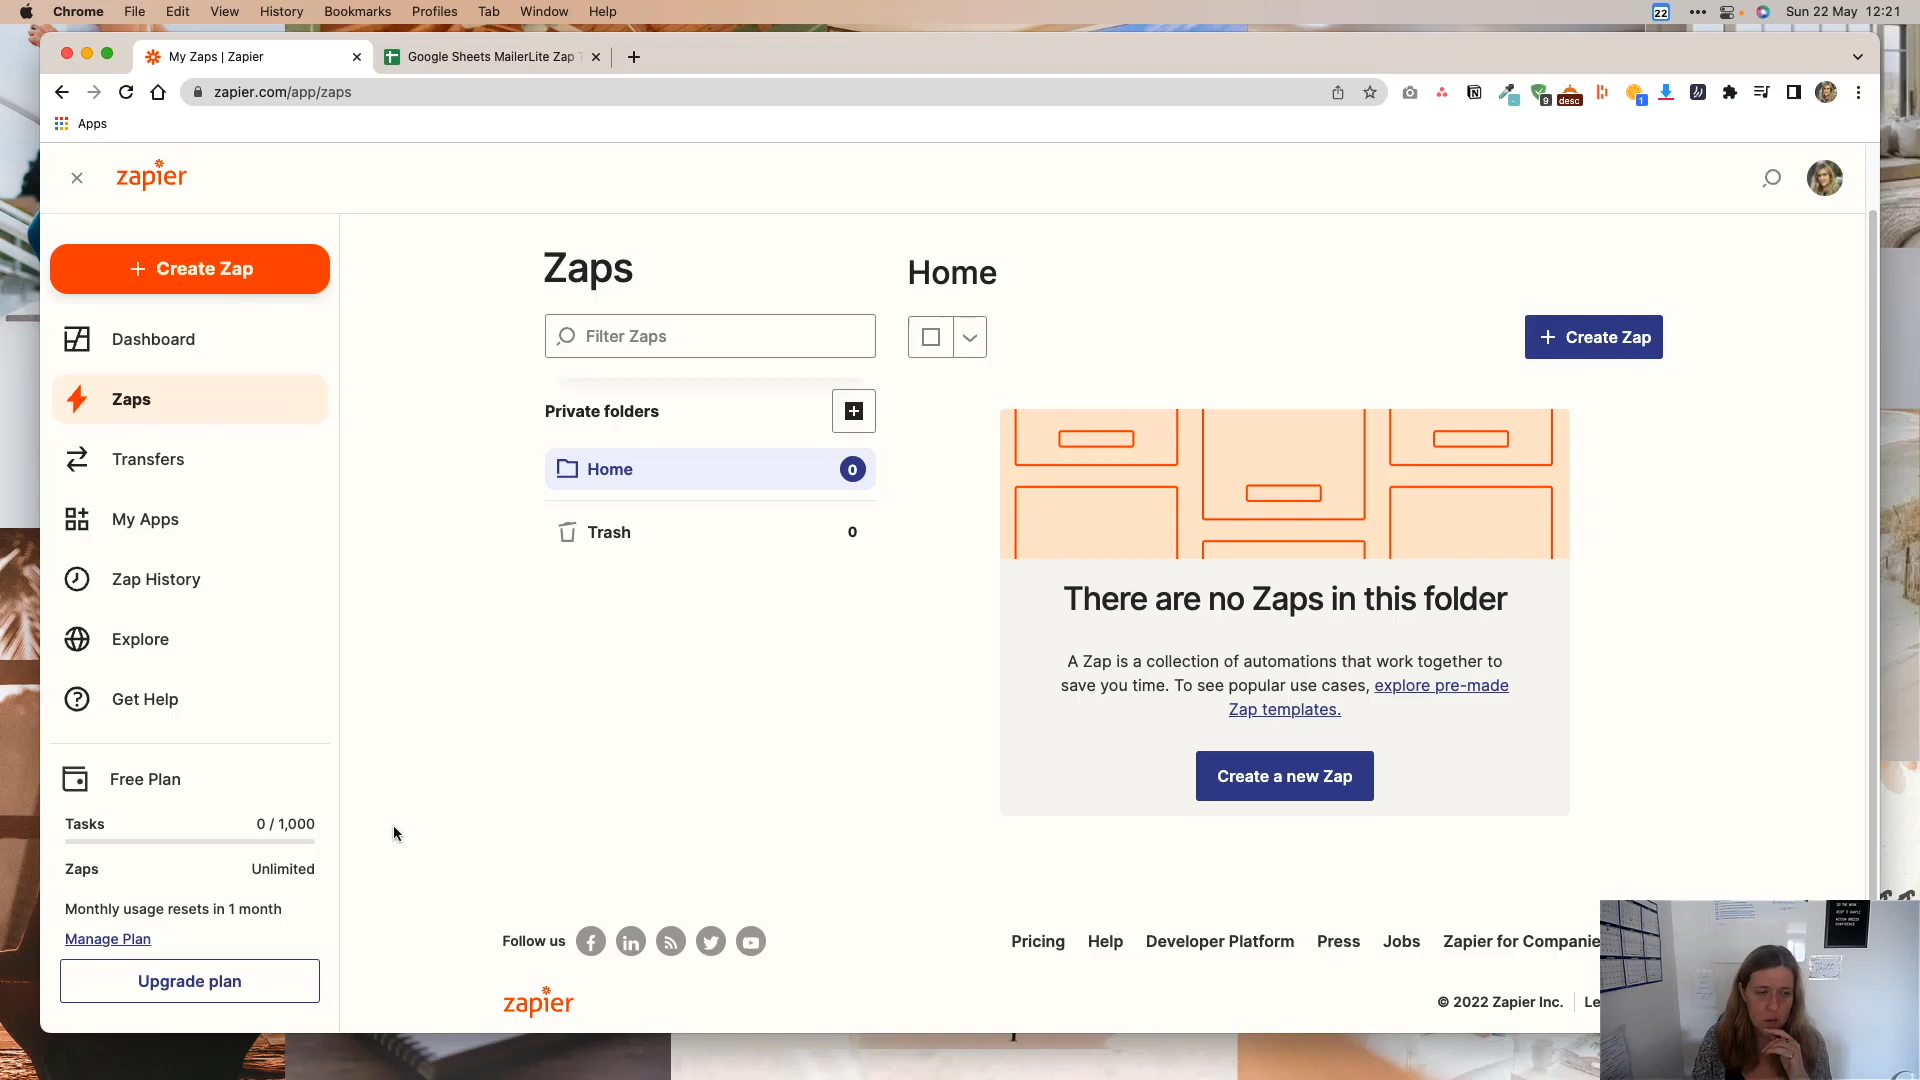 Chrome File Edit View History Bookmarks Profiles Tab Window Help
22 Sun 22 May 12:21
My Zaps | Zapier
Google Sheets MailerLite Zap
zapier.com/app/zaps
9 desc 1
Apps
zapier
+ Create Zap
Dashboard
Zaps
Transfers
My Apps
Zap History
Explore
Get Help
Free Plan
Tasks 0 / 1,000
Zaps Unlimited
Monthly usage resets in 1 month
Manage Plan
Upgrade plan
Zaps
Filter Zaps
Private folders
Home 0
Trash 0
Home
+ Create Zap
There are no Zaps in this folder
A Zap is a collection of automations that work together to
save you time. To see popular use cases, explore pre-made
Zap templates.
Create a new Zap
Follow us
Pricing Help Developer Platform Press Jobs Zapier for Companie
zapier
© 2022 Zapier Inc. Le